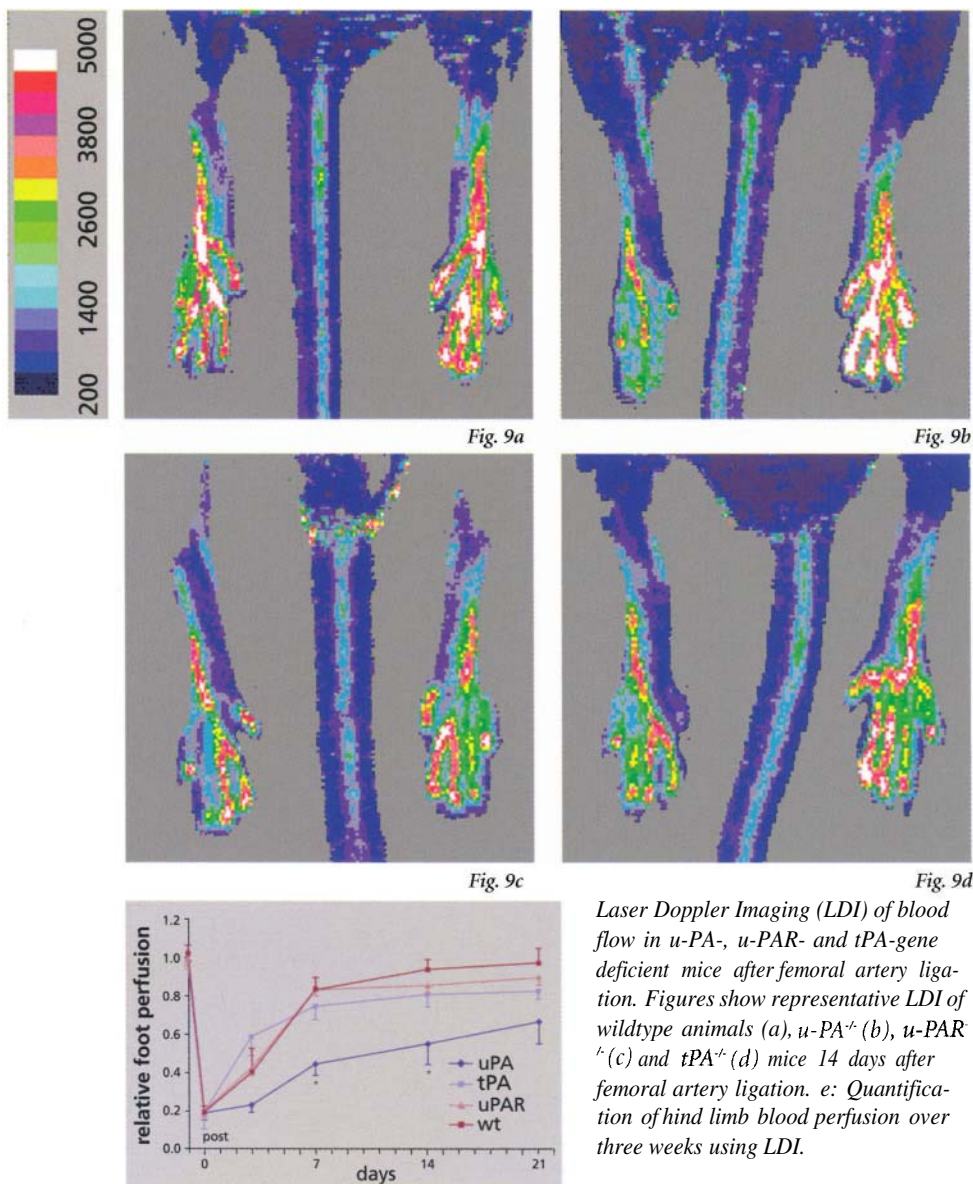 5000
3800
2600
1400
200
Fig. 9a
Fig. 9b
Fig. 9c
Fig. 9d
relative foot perfusion
1.2
1.0
0.8
0.6
0.4
0.2
0.0
post
*
*
uPA
tPA
uPAR
wt
0
7
14
21
days
Laser Doppler Imaging (LDI) of blood
flow in u-PA-, u-PAR- and tPA-gene
deficient mice after femoral artery liga-
tion. Figures show representative LDI of
wildtype animals (a), u-PA-/- (b), u-PAR-
/- (c) and tPA-/- (d) mice 14 days after
femoral artery ligation. e: Quantifica-
tion of hind limb blood perfusion over
three weeks using LDI.